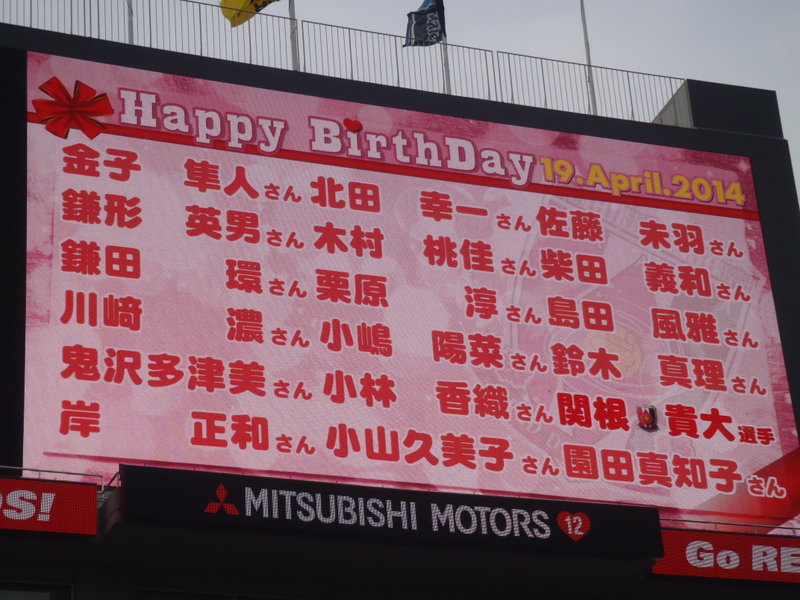 Happy BirthDay 19.April.2014
金子 隼人さん 北田 幸一さん 佐藤 未羽さん
鎌形 英男さん 木村 桃佳さん 柴田 義和さん
鎌田 環さん 栗原 淳さん 島田 風雅さん
川﨑 濃さん 小嶋 陽菜さん 鈴木 真理さん
鬼沢多津美さん 小林 香織さん 関根 貴大選手
岸 正和さん 小山久美子さん 園田真知子さん
DS! MITSUBISHI MOTORS 12 Go RE